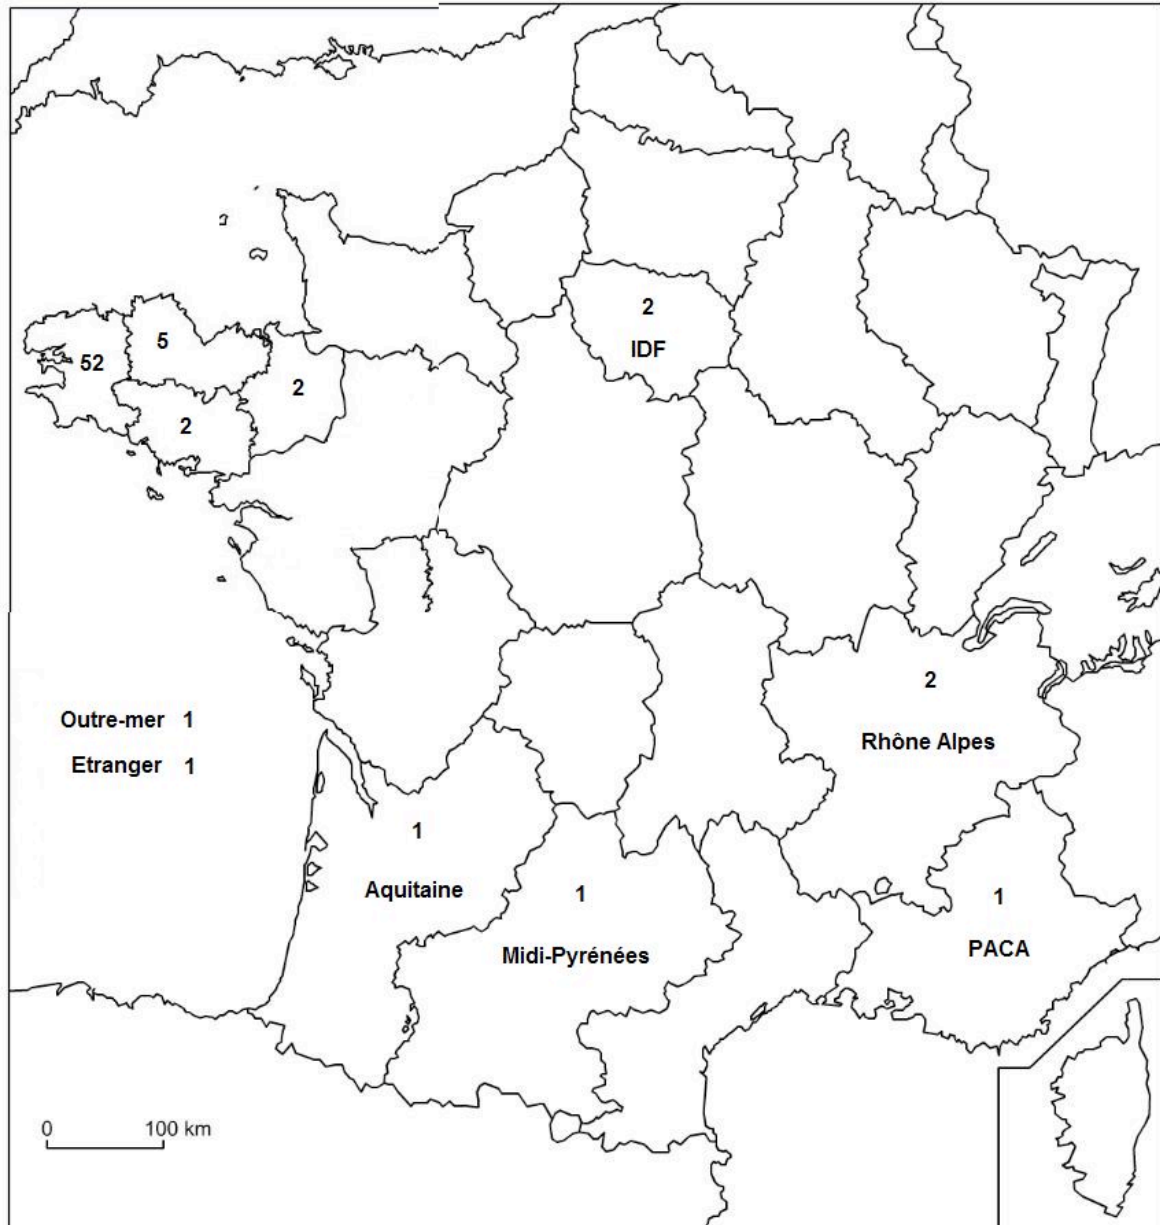 2
IDF
5
52
2
2
2
Rhône Alpes
Outre-mer 1
Etranger 1
1
Aquitaine
1
Midi-Pyrénées
1
PACA
0 100 km